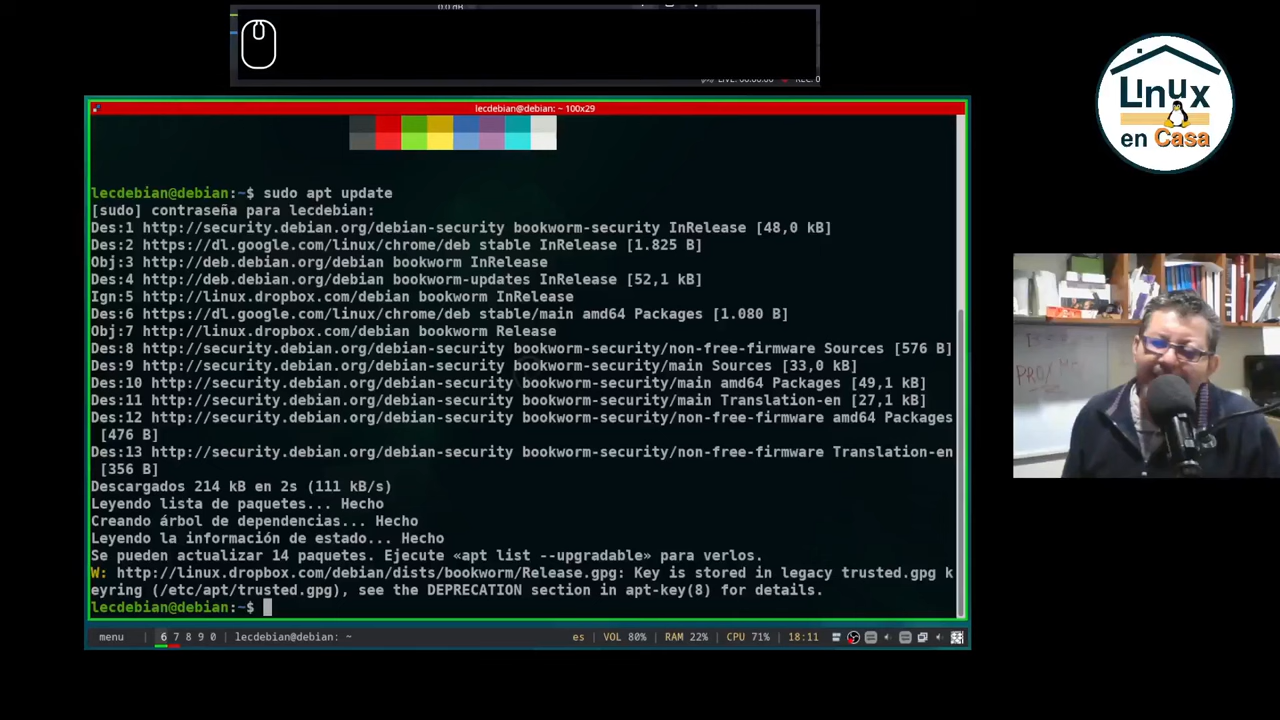 0.0 dB
LIVE: 00:00:00
REC: 0
Linux
en Casa
lecdebian@debian: ~ 100x29
lecdebian@debian:~$ sudo apt update
[sudo] contraseña para lecdebian:
Des:1 http://security.debian.org/debian-security bookworm-security InRelease [48,0 kB]
Des:2 https://dl.google.com/linux/chrome/deb stable InRelease [1.825 B]
Obj:3 http://deb.debian.org/debian bookworm InRelease
Des:4 http://deb.debian.org/debian bookworm-updates InRelease [52,1 kB]
Ign:5 http://linux.dropbox.com/debian bookworm InRelease
Des:6 https://dl.google.com/linux/chrome/deb stable/main amd64 Packages [1.080 B]
Obj:7 http://linux.dropbox.com/debian bookworm Release
Des:8 http://security.debian.org/debian-security bookworm-security/non-free-firmware Sources [576 B]
Des:9 http://security.debian.org/debian-security bookworm-security/main Sources [33,0 kB]
Des:10 http://security.debian.org/debian-security bookworm-security/main amd64 Packages [49,1 kB]
Des:11 http://security.debian.org/debian-security bookworm-security/main Translation-en [27,1 kB]
Des:12 http://security.debian.org/debian-security bookworm-security/non-free-firmware amd64 Packages
[476 B]
Des:13 http://security.debian.org/debian-security bookworm-security/non-free-firmware Translation-en
[356 B]
Descargados 214 kB en 2s (111 kB/s)
Leyendo lista de paquetes... Hecho
Creando árbol de dependencias... Hecho
Leyendo la información de estado... Hecho
Se pueden actualizar 14 paquetes. Ejecute «apt list --upgradable» para verlos.
W: http://linux.dropbox.com/debian/dists/bookworm/Release.gpg: Key is stored in legacy trusted.gpg k
eyring (/etc/apt/trusted.gpg), see the DEPRECATION section in apt-key(8) for details.
lecdebian@debian:~$
menu | 6 7 8 9 0 | lecdebian@debian: ~ es | VOL 80% | RAM 22% | CPU 71% | 18:11